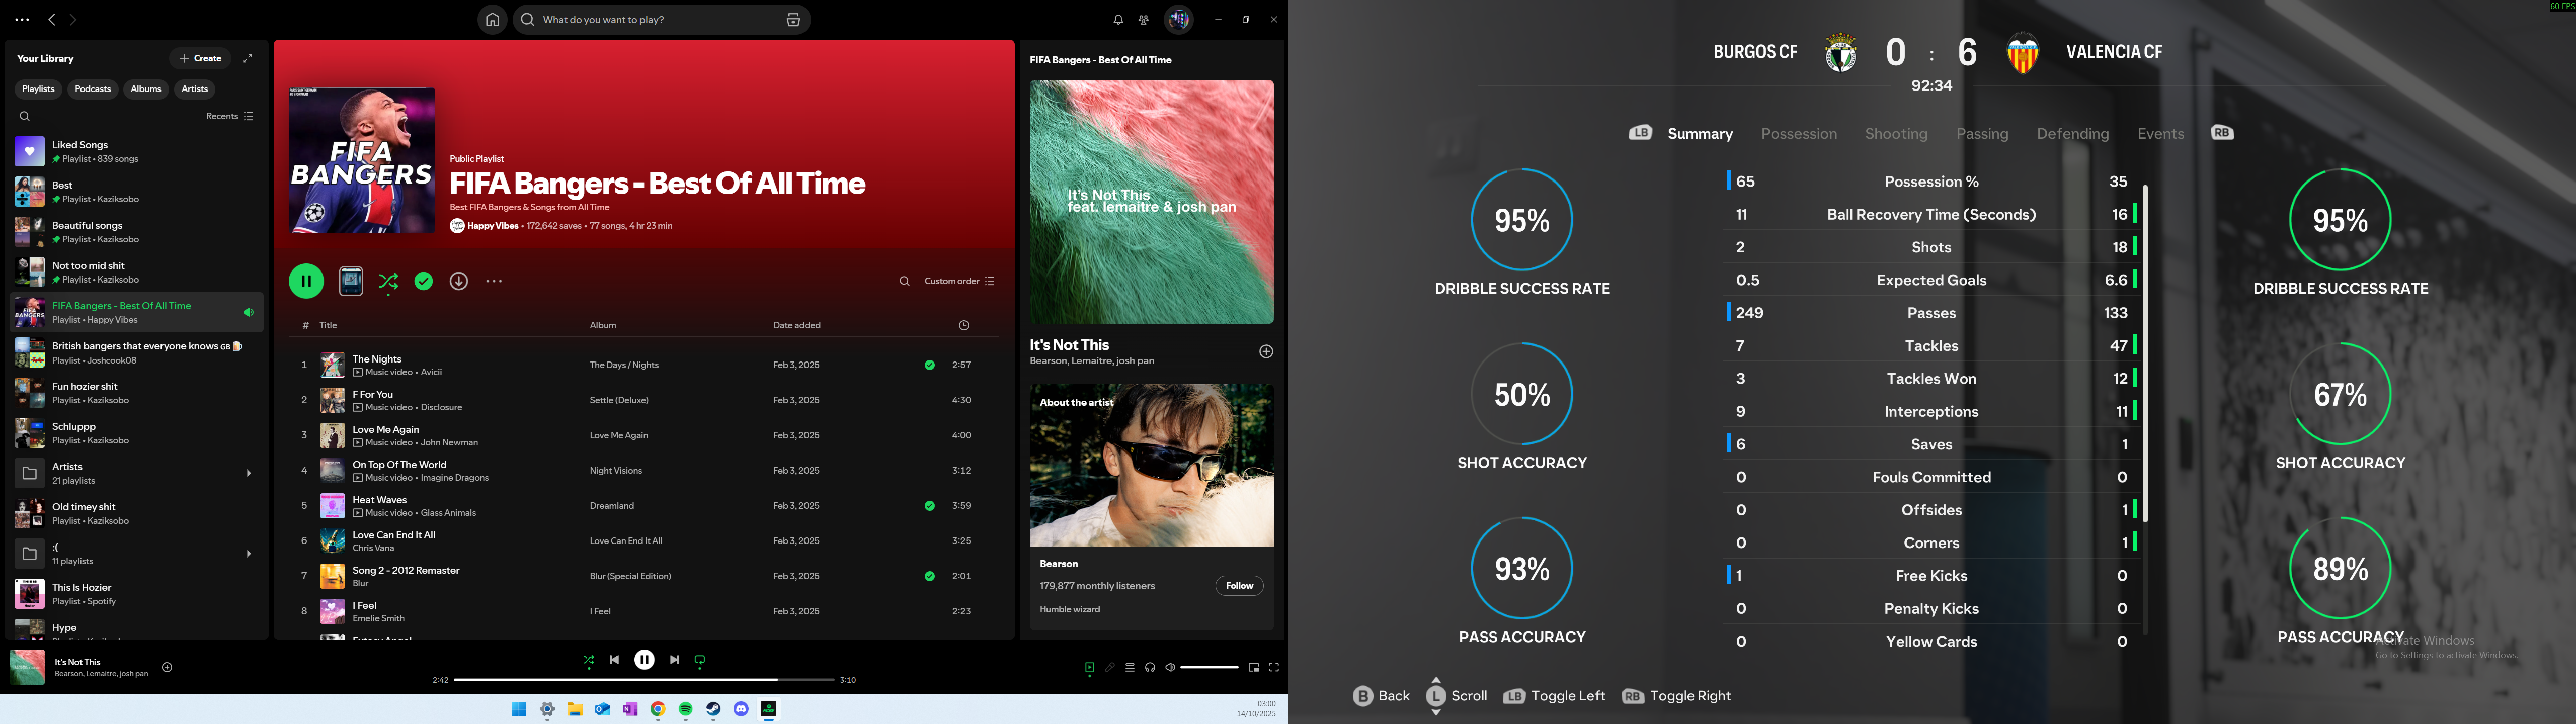 What do you want to play?
Your Library
Create
Playlists
Podcasts
Albums
Artists
Recents
Liked Songs
Playlist • 839 songs
Best
Playlist • Kaziksobo
Beautiful songs
Playlist • Kaziksobo
Not too mid shit
Playlist • Kaziksobo
FIFA Bangers - Best Of All Time
Playlist • Happy Vibes
British bangers that everyone knows GB
Playlist • Joshcook08
Fun hozier shit
Playlist • Kaziksobo
Schluppp
Playlist • Kaziksobo
Artists
21 playlists
Old timey shit
Playlist • Kaziksobo
:(
11 playlists
This Is Hozier
Playlist • Spotify
Hype
FIFA
BANGERS
Public Playlist
FIFA Bangers - Best Of All Time
Best FIFA Bangers & Songs from All Time
Happy Vibes • 172,642 saves • 77 songs, 4 hr 23 min
Custom order
# Title Album Date added
1 The Nights The Days / Nights Feb 3, 2025 2:57
Music video • Avicii
2 F For You Settle (Deluxe) Feb 3, 2025 4:30
Music video • Disclosure
3 Love Me Again Love Me Again Feb 3, 2025 4:00
Music video • John Newman
4 On Top Of The World Night Visions Feb 3, 2025 3:12
Music video • Imagine Dragons
5 Heat Waves Dreamland Feb 3, 2025 3:59
Music video • Glass Animals
6 Love Can End It All Love Can End It All Feb 3, 2025 3:25
Chris Vana
7 Song 2 - 2012 Remaster Blur (Special Edition) Feb 3, 2025 2:01
Blur
8 I Feel I Feel Feb 3, 2025 2:23
Emelie Smith
FIFA Bangers - Best Of All Time
It's Not This
feat. lemaitre & josh pan
It's Not This
Bearson, Lemaitre, josh pan
About the artist
Bearson
179,877 monthly listeners
Follow
Humble wizard
It's Not This
Bearson, Lemaitre, josh pan
2:42
3:10
03:00
14/10/2025
60 FPS
BURGOS CF 0 : 6 VALENCIA CF
92:34
LB Summary Possession Shooting Passing Defending Events RB
95%
DRIBBLE SUCCESS RATE
50%
SHOT ACCURACY
93%
PASS ACCURACY
65 Possession % 35
11 Ball Recovery Time (Seconds) 16
2 Shots 18
0.5 Expected Goals 6.6
249 Passes 133
7 Tackles 47
3 Tackles Won 12
9 Interceptions 11
6 Saves 1
0 Fouls Committed 0
0 Offsides 1
0 Corners 1
1 Free Kicks 0
0 Penalty Kicks 0
0 Yellow Cards 0
95%
DRIBBLE SUCCESS RATE
67%
SHOT ACCURACY
89%
PASS ACCURACY
Activate Windows
Go to Settings to activate Windows.
B Back L Scroll LB Toggle Left RB Toggle Right